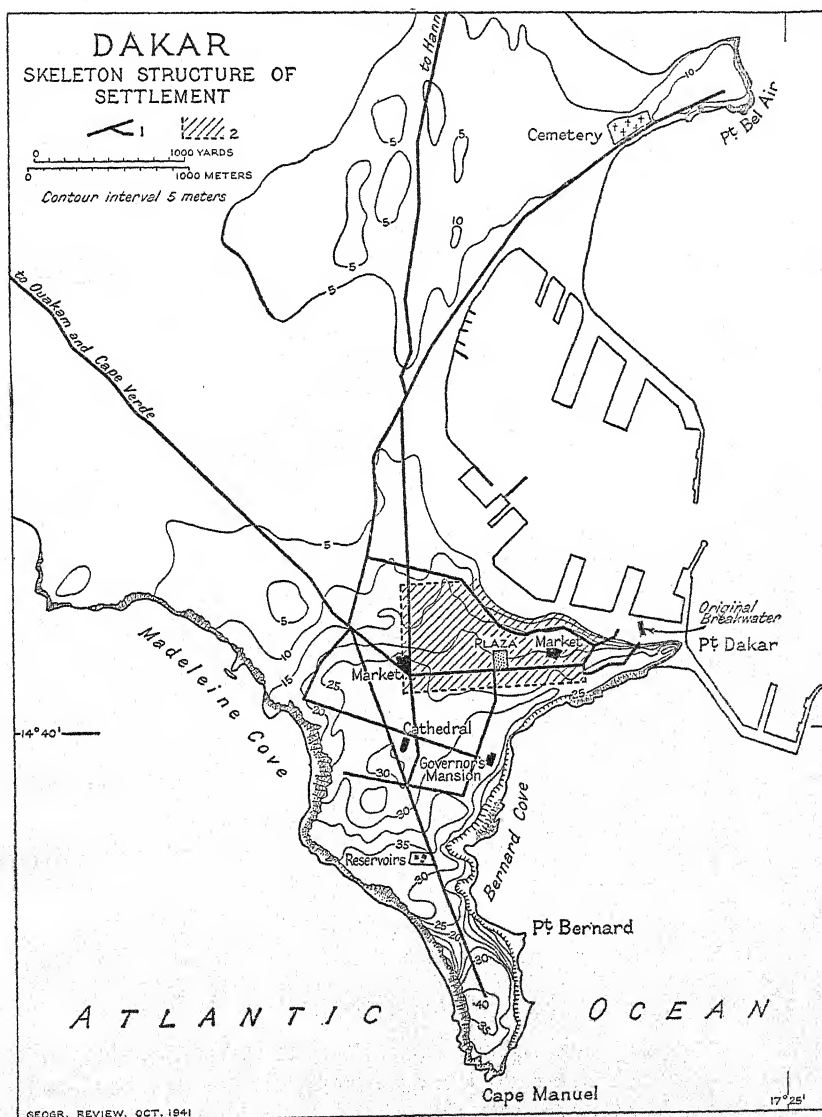 DAKAR
SKELETON STRUCTURE OF
SETTLEMENT
1
2
0 1000 YARDS
0 1000 METERS
Contour interval 5 meters
to Hann
10
Cemetery
Pt. Bel Air
5
5
5
5
10
5
5
to Ouakam and Cape Verde
5
5
10
15
Original
Breakwater
PLAZA
Market
Pt. Dakar
Market
Madeleine Cove
25
25
20
14°40'
Cathedral
Governor's
Mansion
30
30
35
Reservoirs
20
Bernard Cove
25
20
Pt. Bernard
30
40
ATLANTIC OCEAN
Cape Manuel
17°25'
GEOGR. REVIEW, OCT. 1941